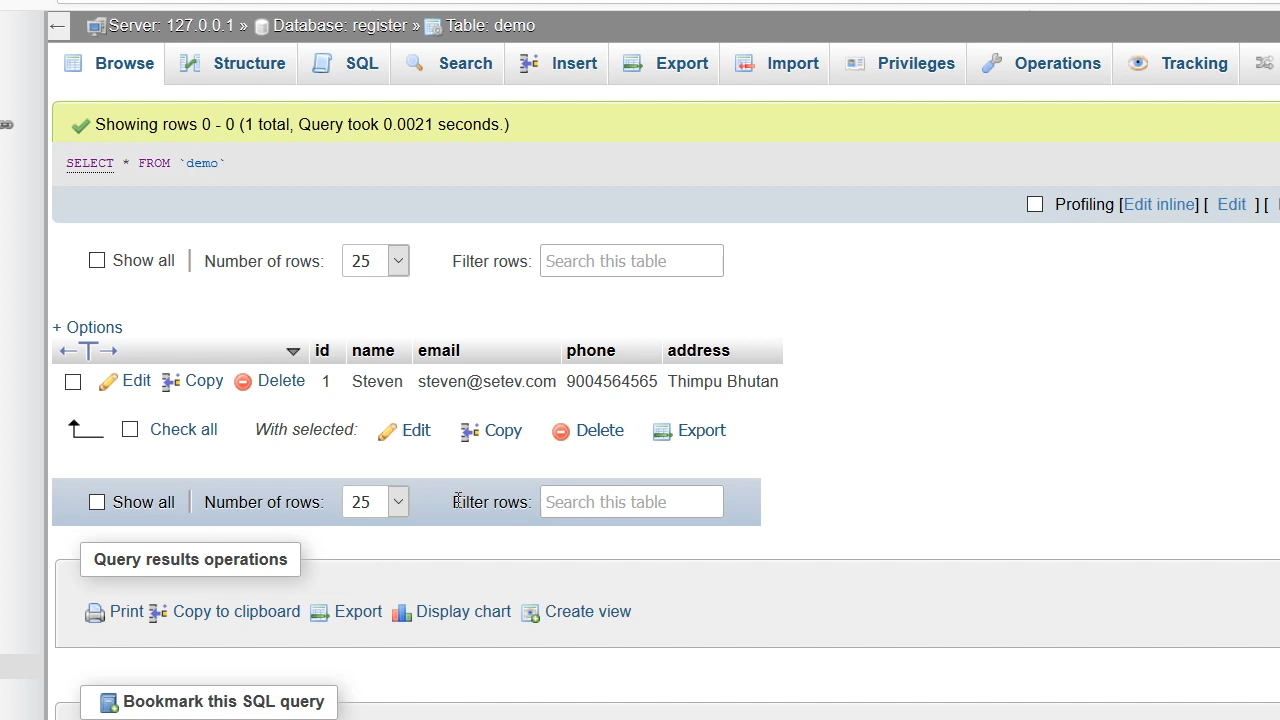 ← Server: 127.0.0.1 » Database: register » Table: demo
Browse Structure SQL Search Insert Export Import Privileges Operations Tracking
Showing rows 0 - 0 (1 total, Query took 0.0021 seconds.)
SELECT * FROM `demo`
Profiling [Edit inline] [ Edit ] [
Show all Number of rows: 25 Filter rows: Search this table
+ Options
←T→ id name email phone address
Edit Copy Delete 1 Steven steven@setev.com 9004564565 Thimpu Bhutan
Check all With selected: Edit Copy Delete Export
Show all Number of rows: 25 Filter rows: Search this table
Query results operations
Print Copy to clipboard Export Display chart Create view
Bookmark this SQL query